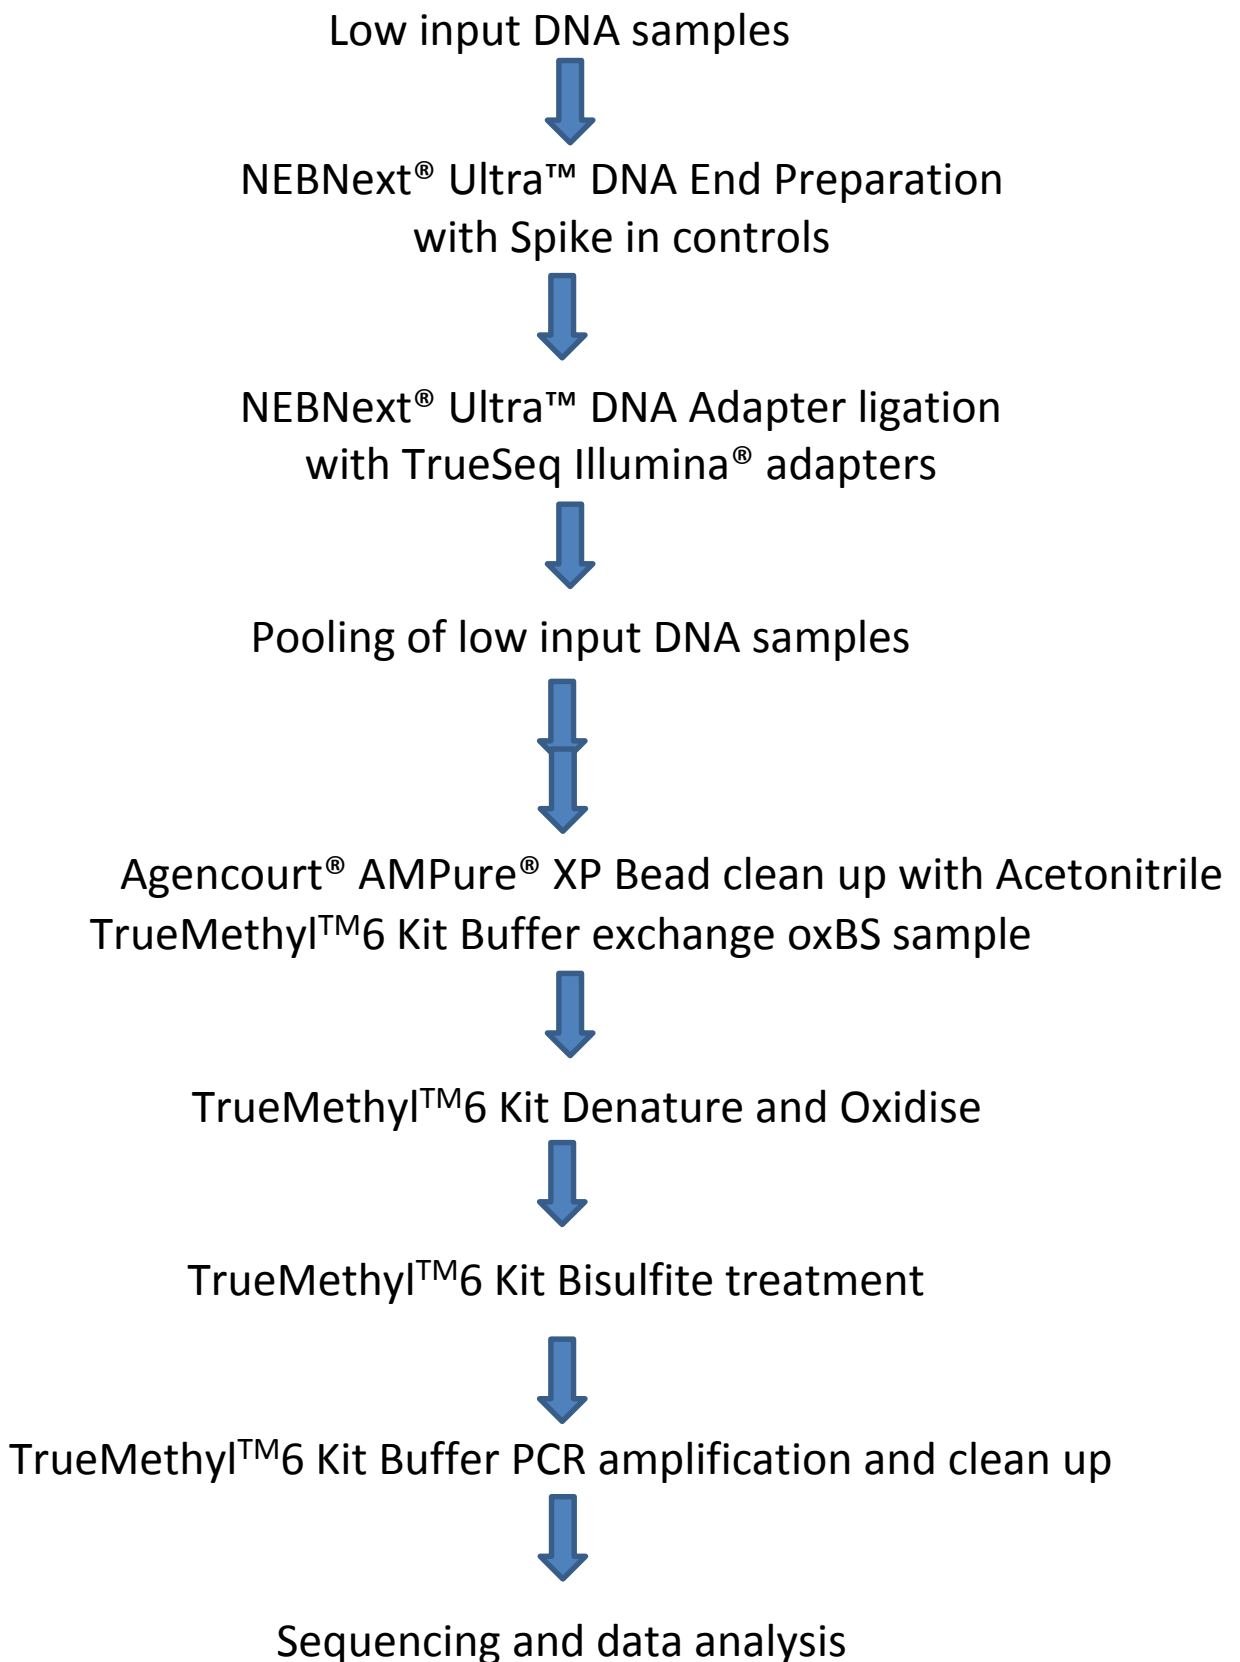 Low input DNA samples
NEBNext® Ultra™ DNA End Preparation
with Spike in controls
NEBNext® Ultra™ DNA Adapter ligation
with TrueSeq Illumina® adapters
Pooling of low input DNA samples
Agencourt® AMPure® XP Bead clean up with Acetonitrile
TrueMethyl™6 Kit Buffer exchange oxBS sample
TrueMethyl™6 Kit Denature and Oxidise
TrueMethyl™6 Kit Bisulfite treatment
TrueMethyl™6 Kit Buffer PCR amplification and clean up
Sequencing and data analysis